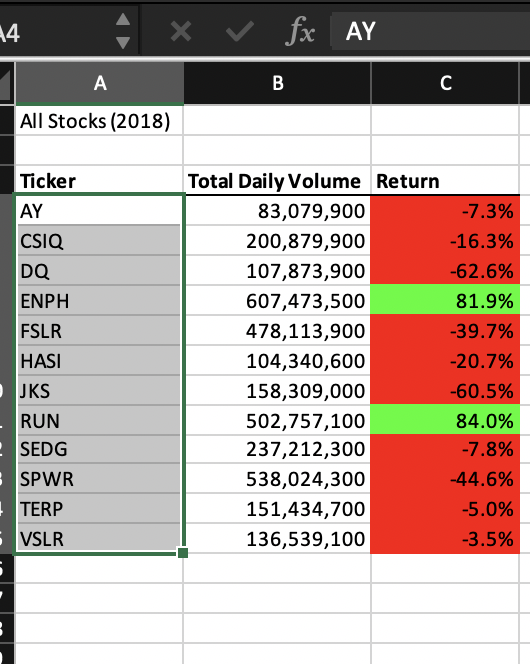 A4 fx AY
A B C
All Stocks (2018)
Ticker Total Daily Volume Return
AY 83,079,900 -7.3%
CSIQ 200,879,900 -16.3%
DQ 107,873,900 -62.6%
ENPH 607,473,500 81.9%
FSLR 478,113,900 -39.7%
HASI 104,340,600 -20.7%
JKS 158,309,000 -60.5%
RUN 502,757,100 84.0%
SEDG 237,212,300 -7.8%
SPWR 538,024,300 -44.6%
TERP 151,434,700 -5.0%
VSLR 136,539,100 -3.5%